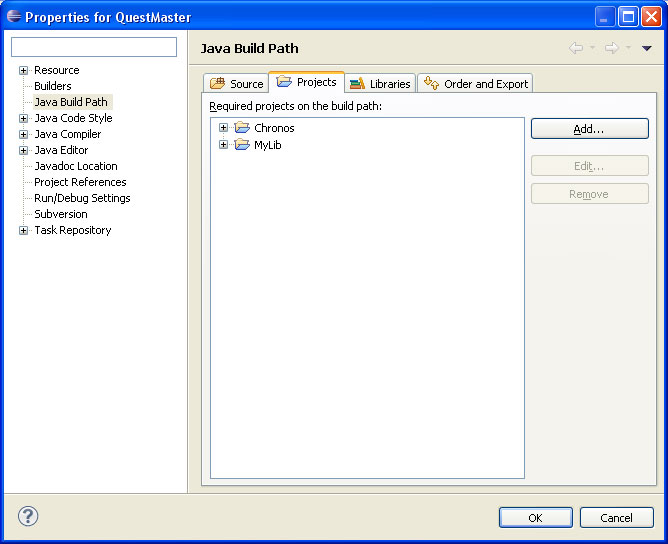 Properties for QuestMaster
Java Build Path
Resource
Builders
Java Build Path
Java Code Style
Java Compiler
Java Editor
Javadoc Location
Project References
Run/Debug Settings
Subversion
Task Repository
Source Projects Libraries Order and Export
Required projects on the build path:
Chronos
MyLib
Add...
Edit...
Remove
OK Cancel